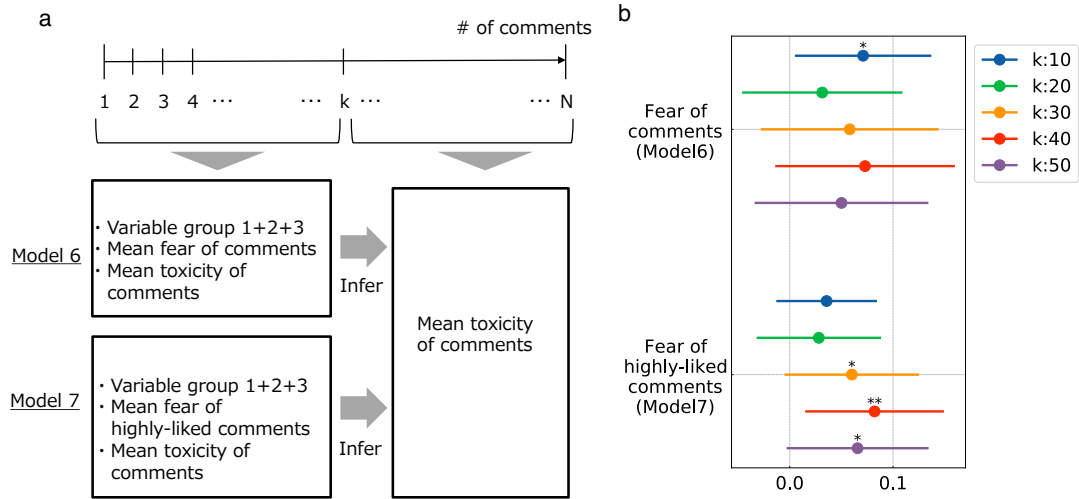 a
# of comments
1 2 3 4 ··· ··· k ··· ··· N
Model 6
・Variable group 1+2+3
・Mean fear of comments
・Mean toxicity of
comments
Infer
Mean toxicity
of comments
Model 7
・Variable group 1+2+3
・Mean fear of
highly-liked comments
・Mean toxicity of
comments
Infer
b
Fear of
comments
(Model6)
*
Fear of
highly-liked
comments
(Model7)
*
**
*
0.0 0.1
k:10
k:20
k:30
k:40
k:50